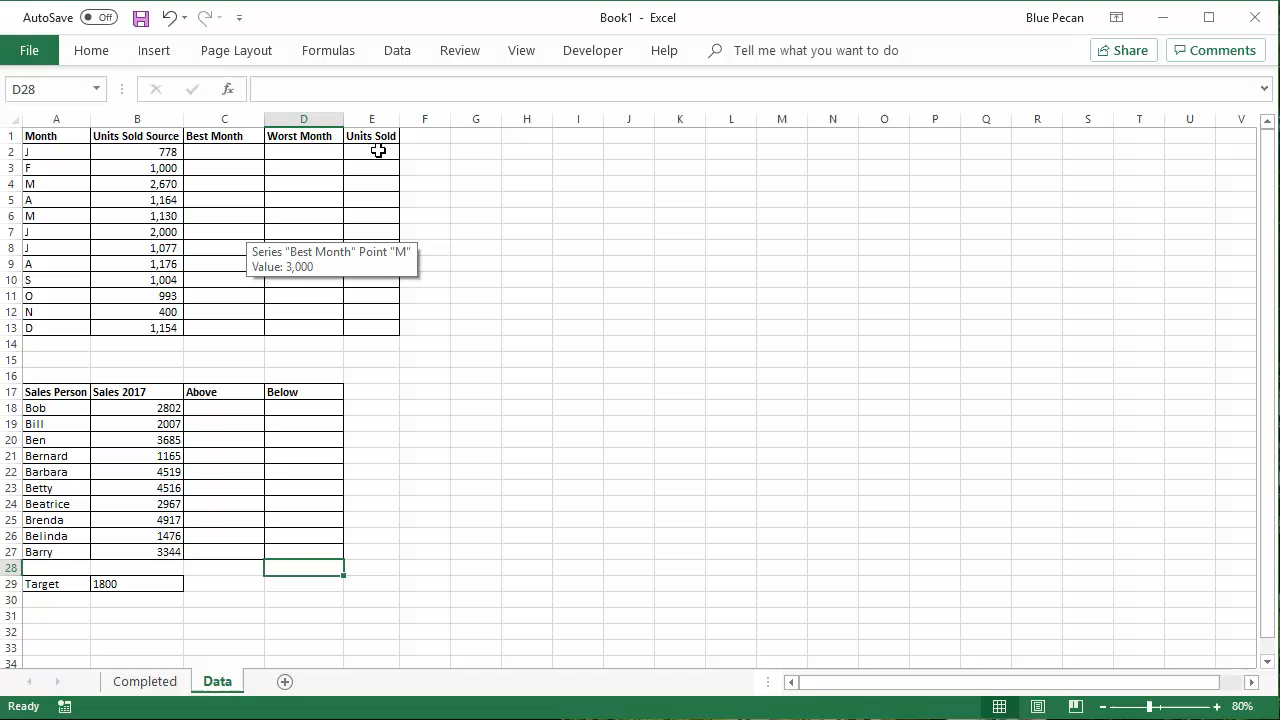 AutoSave Off Book1 - Excel Blue Pecan
File Home Insert Page Layout Formulas Data Review View Developer Help Tell me what you want to do Share Comments
D28 fx
A B C D E F G H I J K L M N O P Q R S T U V
1 Month Units Sold Source Best Month Worst Month Units Sold
2 J 778
3 F 1,000
4 M 2,670
5 A 1,164
6 M 1,130
7 J 2,000
8 J 1,077
Series "Best Month" Point "M"
Value: 3,000
9 A 1,176
10 S 1,004
11 O 993
12 N 400
13 D 1,154
14
15
16
17 Sales Person Sales 2017 Above Below
18 Bob 2802
19 Bill 2007
20 Ben 3685
21 Bernard 1165
22 Barbara 4519
23 Betty 4516
24 Beatrice 2967
25 Brenda 4917
26 Belinda 1476
27 Barry 3344
28
29 Target 1800
30
31
32
33
34
Completed Data
Ready 80%